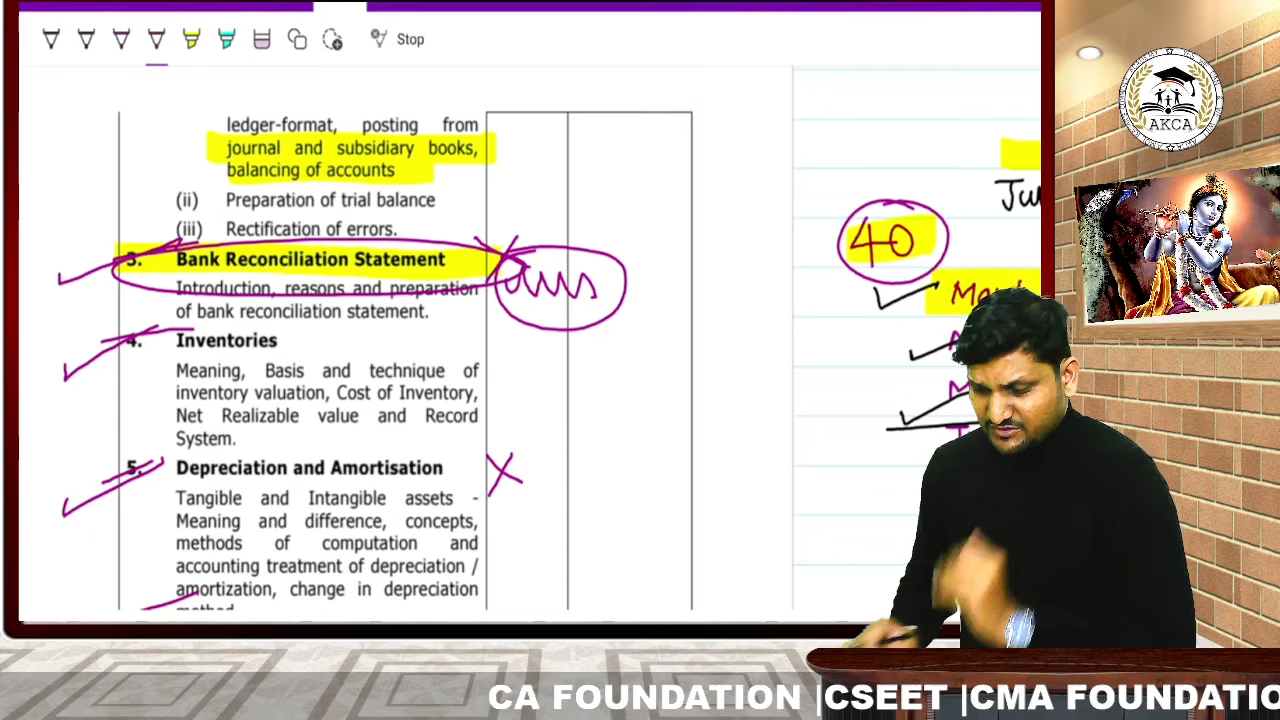 Stop
ledger-format, posting from
journal and subsidiary books,
balancing of accounts
(ii) Preparation of trial balance
(iii) Rectification of errors.
3. Bank Reconciliation Statement
Introduction, reasons and preparation
of bank reconciliation statement.
4. Inventories
Meaning, Basis and technique of
inventory valuation, Cost of Inventory,
Net Realizable value and Record
System.
5. Depreciation and Amortisation
Tangible and Intangible assets -
Meaning and difference, concepts,
methods of computation and
accounting treatment of depreciation /
amortization, change in depreciation
40
AKCA
CA FOUNDATION |CSEET |CMA FOUNDATIO